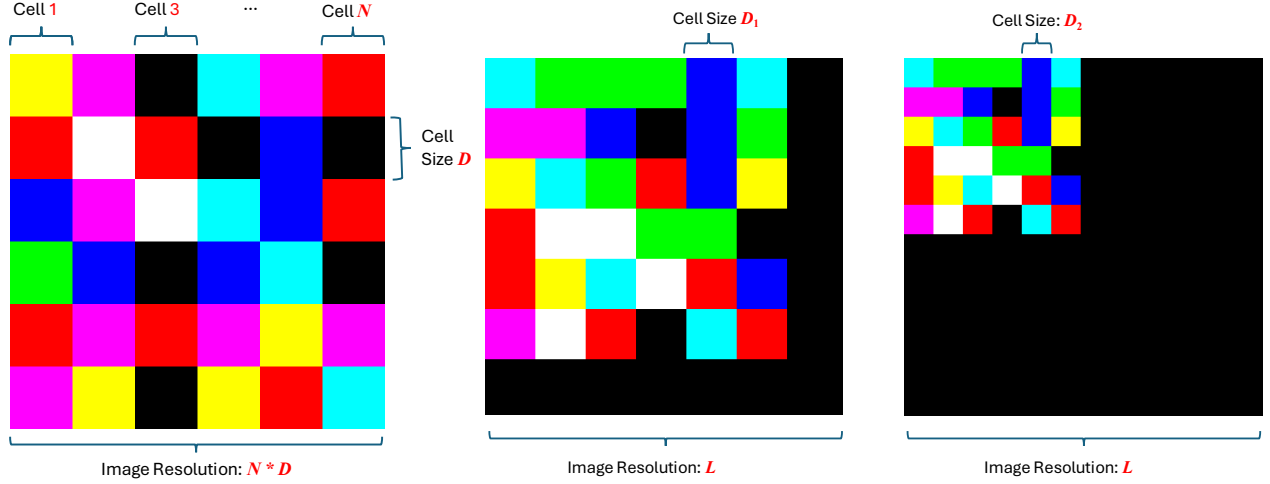 Cell 1
Cell 3
...
Cell N
Cell
Size D
Image Resolution: N * D
Cell Size D₁
Image Resolution: L
Cell Size: D₂
Image Resolution: L